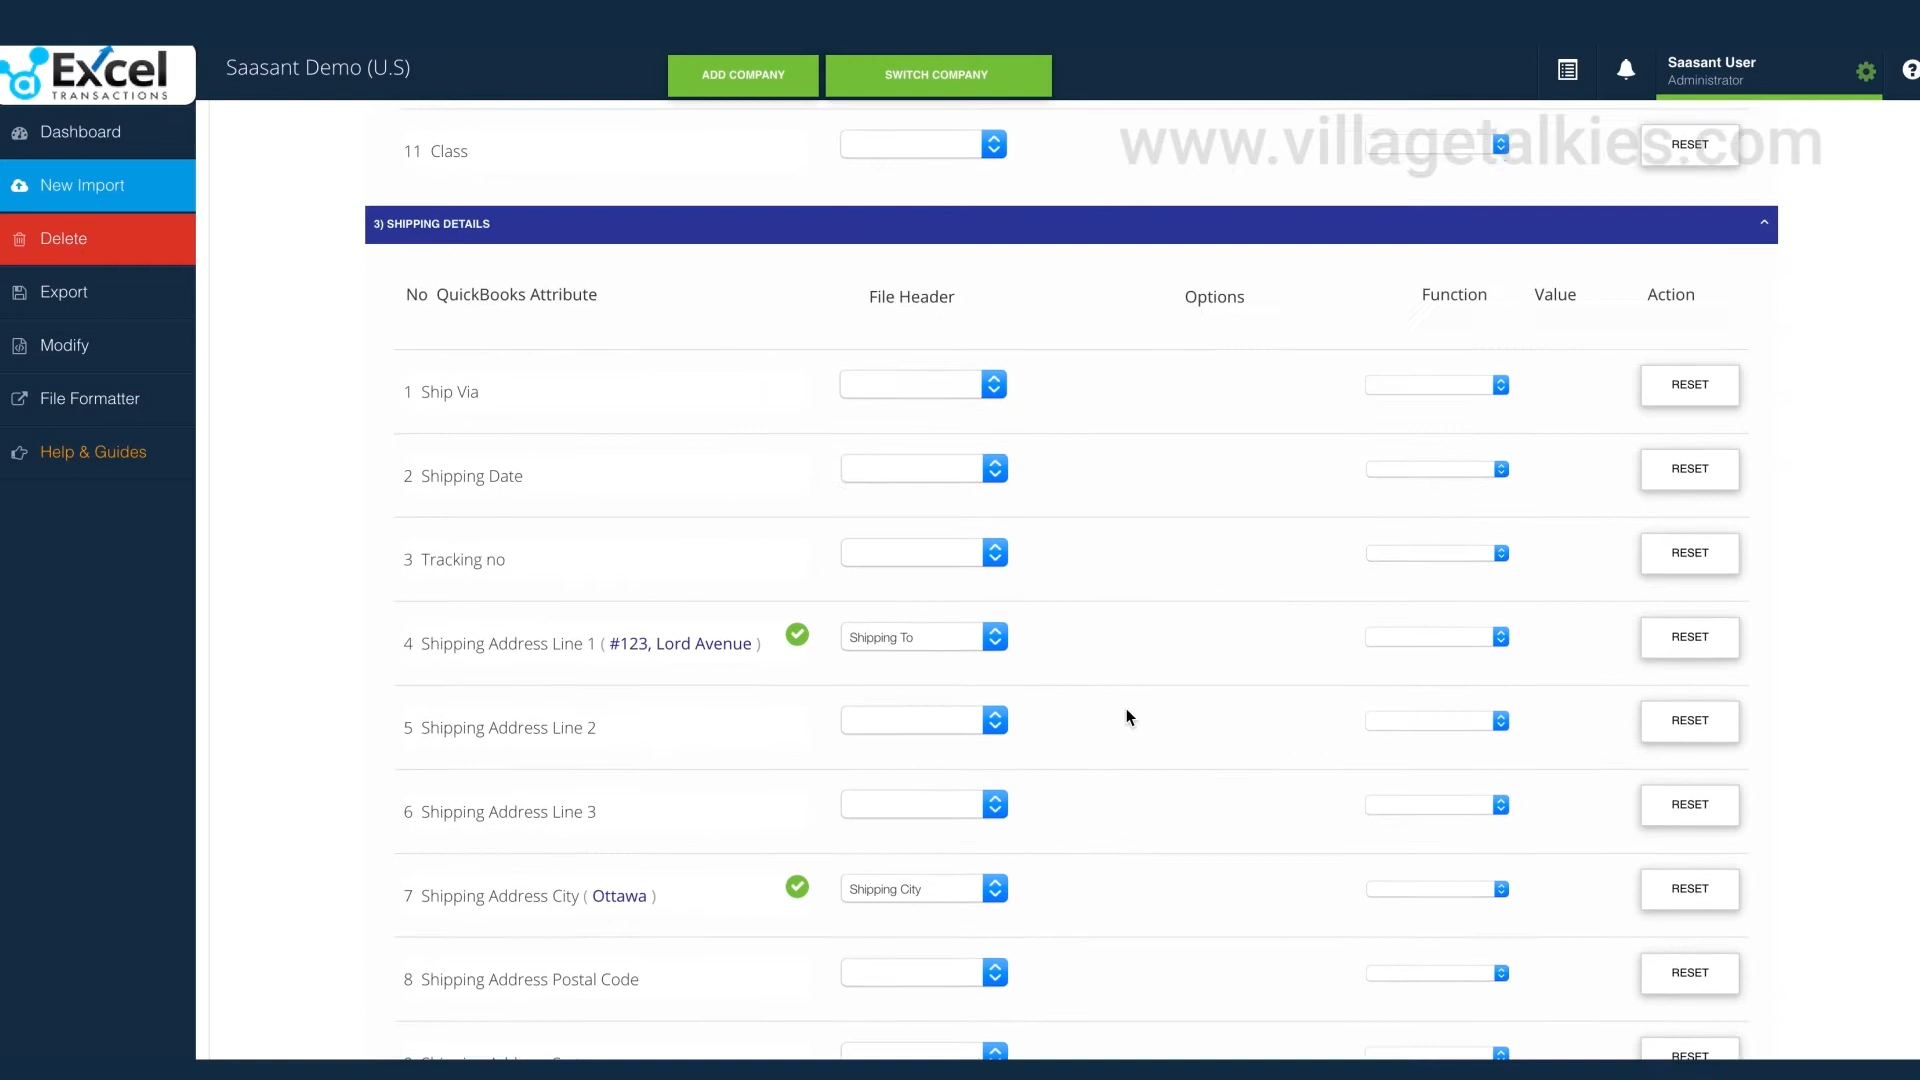 Excel
TRANSACTIONS
Saasant Demo (U.S)
ADD COMPANY
SWITCH COMPANY
Saasant User
Administrator
?
Dashboard
New Import
Delete
Export
Modify
File Formatter
Help & Guides
www.villagetalkies.com
11 Class
RESET
3) SHIPPING DETAILS
No QuickBooks Attribute File Header Options Function Value Action
1 Ship Via RESET
2 Shipping Date RESET
3 Tracking no RESET
4 Shipping Address Line 1 ( #123, Lord Avenue ) Shipping To RESET
5 Shipping Address Line 2 RESET
6 Shipping Address Line 3 RESET
7 Shipping Address City ( Ottawa ) Shipping City RESET
8 Shipping Address Postal Code RESET
RESET